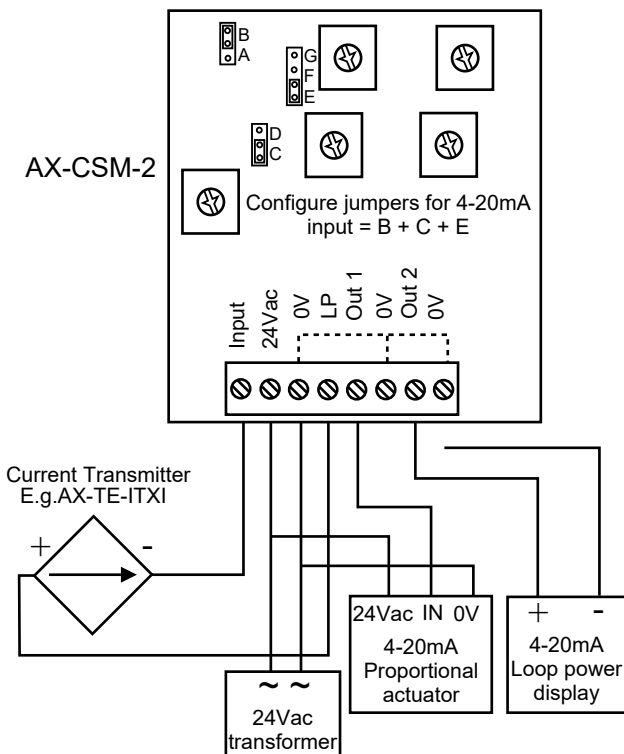 B
A
G
F
E
D
C
AX-CSM-2
Configure jumpers for 4-20mA
input = B + C + E
Input
24Vac
0V
LP
Out 1
0V
Out 2
0V
Current Transmitter
E.g.AX-TE-ITXI
+
-
24Vac IN 0V
4-20mA
Proportional
actuator
+ -
4-20mA
Loop power
display
~ ~
24Vac
transformer